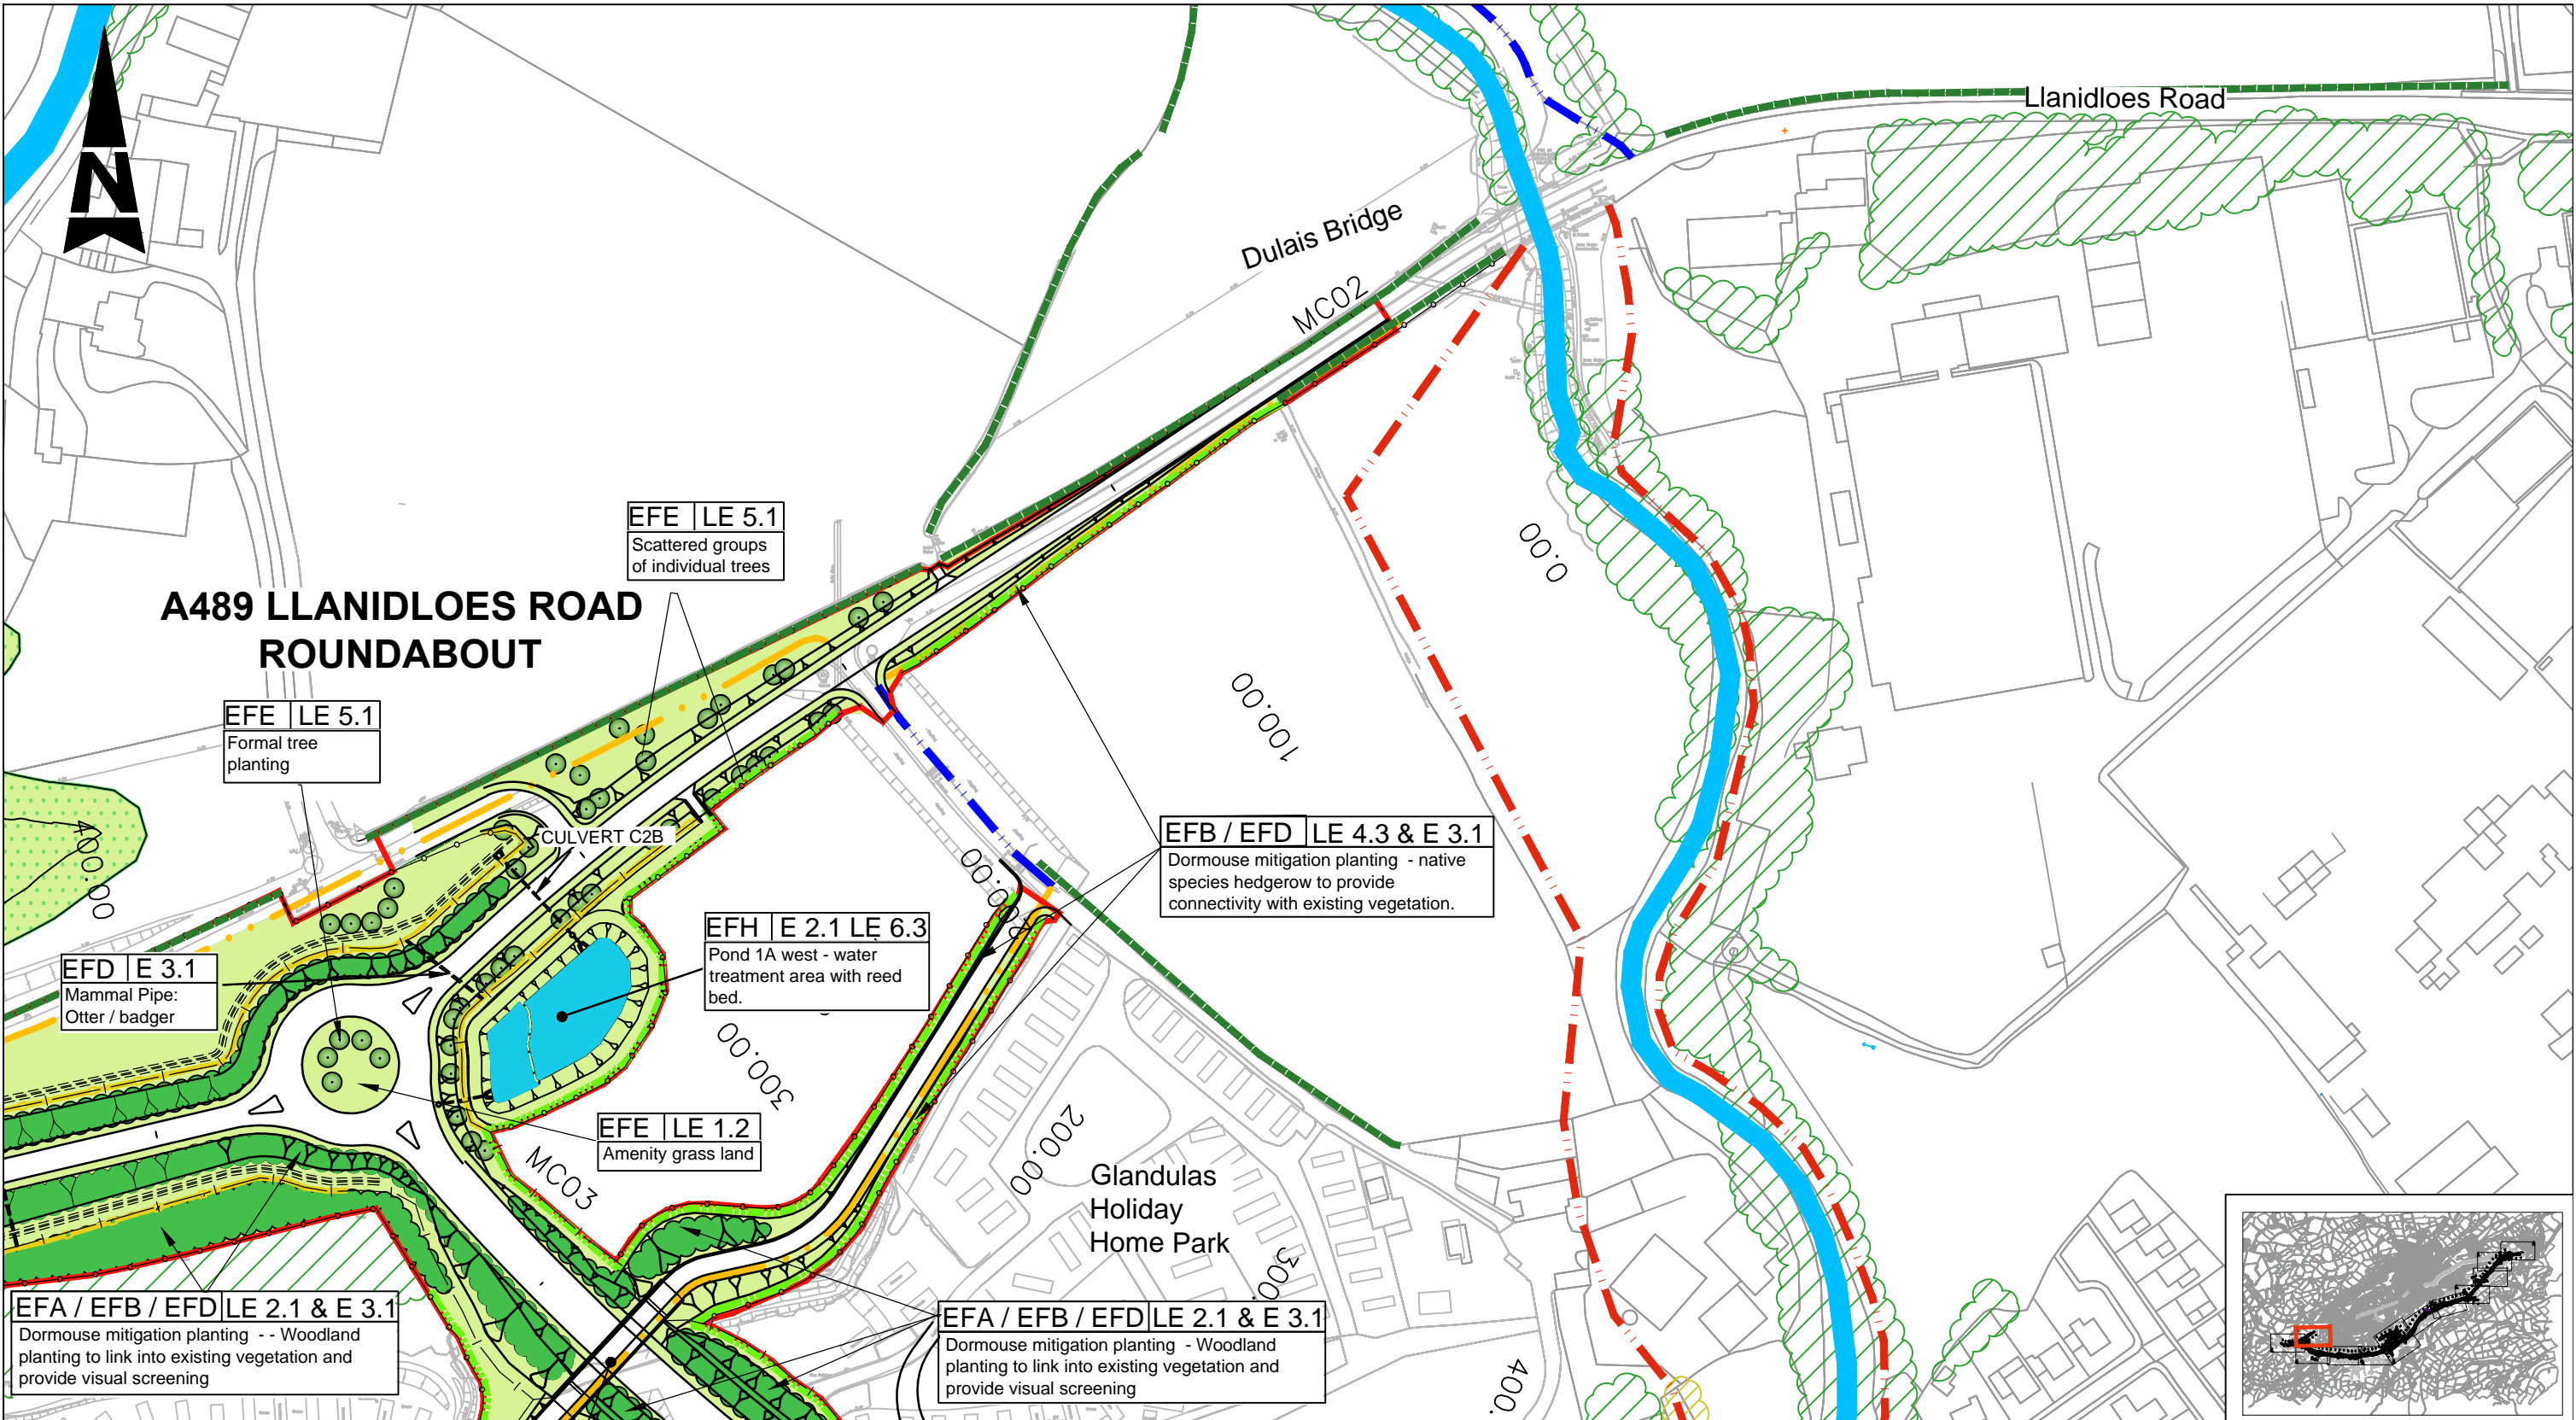 N
Llanidloes Road
Dulais Bridge
MC02
EFE LE 5.1
Scattered groups
of individual trees
0.00
A489 LLANIDLOES ROAD
ROUNDABOUT
EFE LE 5.1
Formal tree
planting
100.00
CULVERT C2B
EFB / EFD LE 4.3 & E 3.1
Dormouse mitigation planting - native
species hedgerow to provide
connectivity with existing vegetation.
EFH E 2.1 LE 6.3
Pond 1A west - water
treatment area with reed
bed.
EFD E 3.1
Mammal Pipe:
Otter / badger
300.00
EFE LE 1.2
Amenity grass land
200.00
MC03
Glandulas
Holiday
Home Park
300.
EFA / EFB / EFD LE 2.1 & E 3.1
Dormouse mitigation planting - - Woodland
planting to link into existing vegetation and
provide visual screening
EFA / EFB / EFD LE 2.1 & E 3.1
Dormouse mitigation planting - Woodland
planting to link into existing vegetation and
provide visual screening
400.